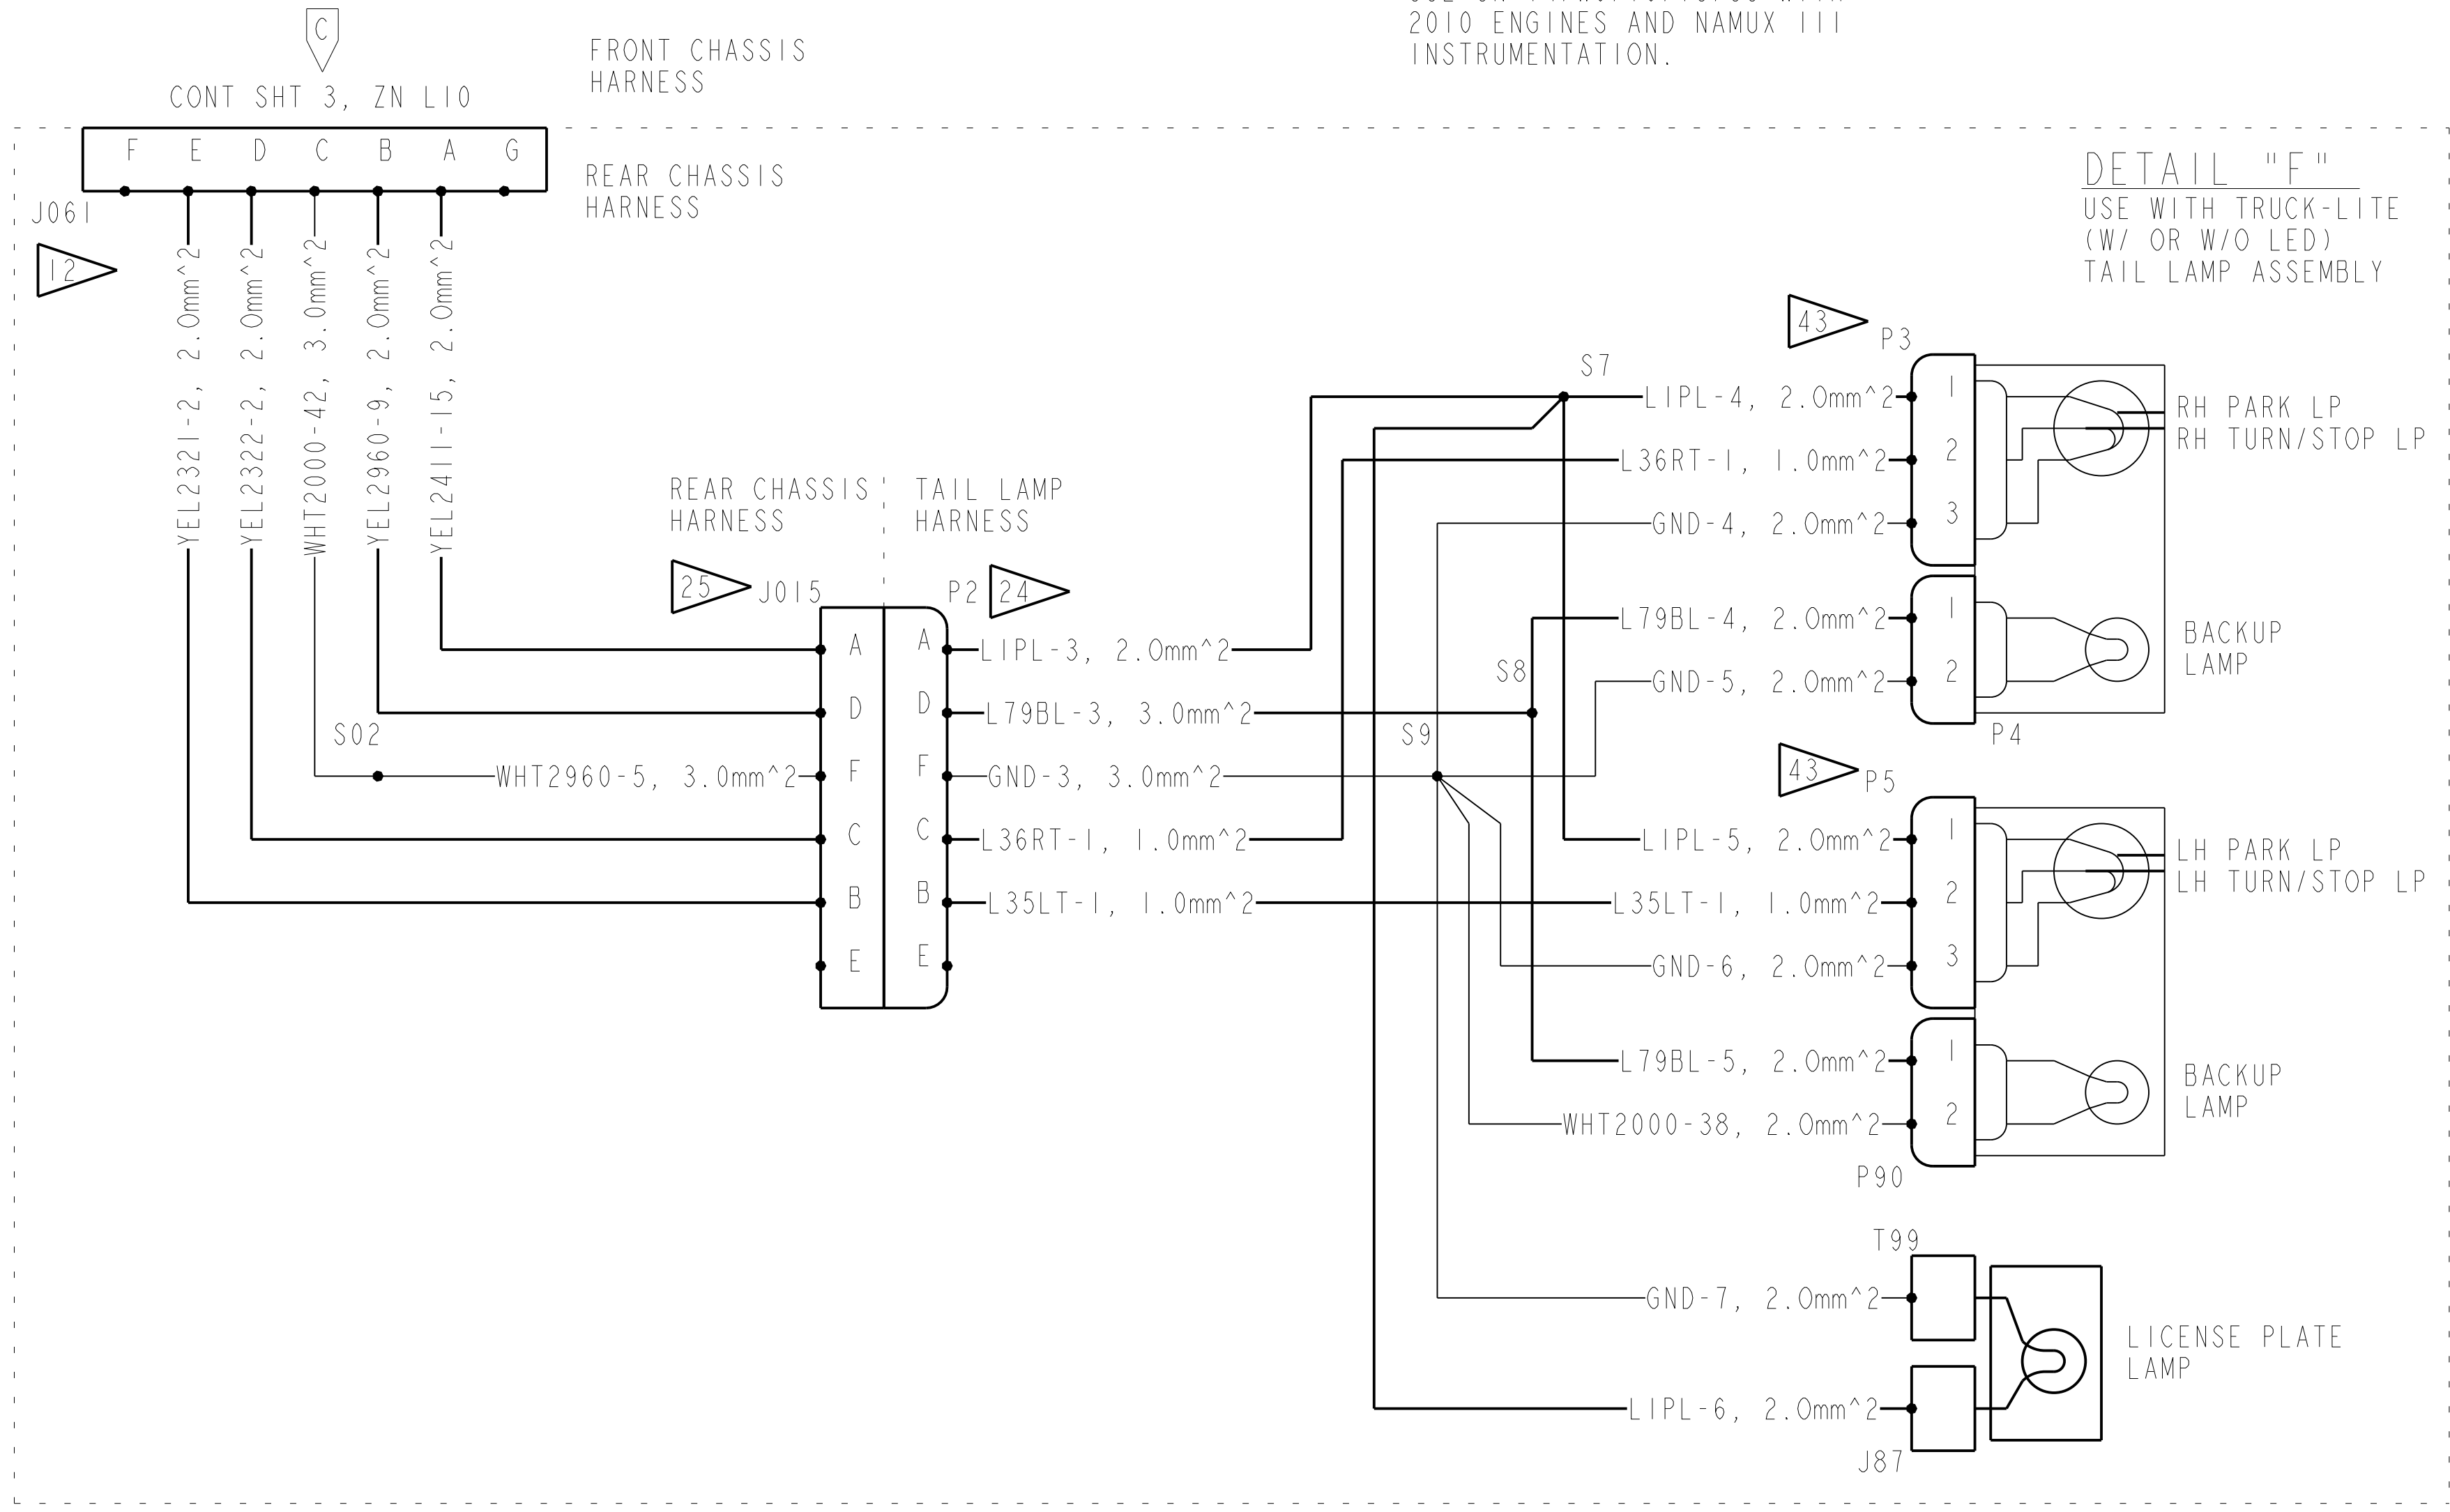 2010 ENGINES AND NAMUX III
INSTRUMENTATION.
C
FRONT CHASSIS
HARNESS
CONT SHT 3, ZN L10
F E D C B A G
REAR CHASSIS
HARNESS
J061
12
DETAIL "F"
USE WITH TRUCK-LITE
(W/ OR W/O LED)
TAIL LAMP ASSEMBLY
YEL2321-2, 2.0mm^2
YEL2322-2, 2.0mm^2
WHT2000-42, 3.0mm^2
YEL2960-9, 2.0mm^2
YEL2411-15, 2.0mm^2
REAR CHASSIS
HARNESS
TAIL LAMP
HARNESS
25
J015
P2
24
A A
D D
F F
C C
B B
E E
S02
WHT2960-5, 3.0mm^2
L1PL-3, 2.0mm^2
L79BL-3, 3.0mm^2
GND-3, 3.0mm^2
L36RT-1, 1.0mm^2
L35LT-1, 1.0mm^2
S7
S8
S9
43
P3
L1PL-4, 2.0mm^2 1
L36RT-1, 1.0mm^2 2
GND-4, 2.0mm^2 3
RH PARK LP
RH TURN/STOP LP
L79BL-4, 2.0mm^2 1
GND-5, 2.0mm^2 2
BACKUP
LAMP
P4
43
P5
L1PL-5, 2.0mm^2 1
L35LT-1, 1.0mm^2 2
GND-6, 2.0mm^2 3
LH PARK LP
LH TURN/STOP LP
L79BL-5, 2.0mm^2 1
WHT2000-38, 2.0mm^2 2
BACKUP
LAMP
P90
T99
GND-7, 2.0mm^2
LICENSE PLATE
LAMP
L1PL-6, 2.0mm^2
J87